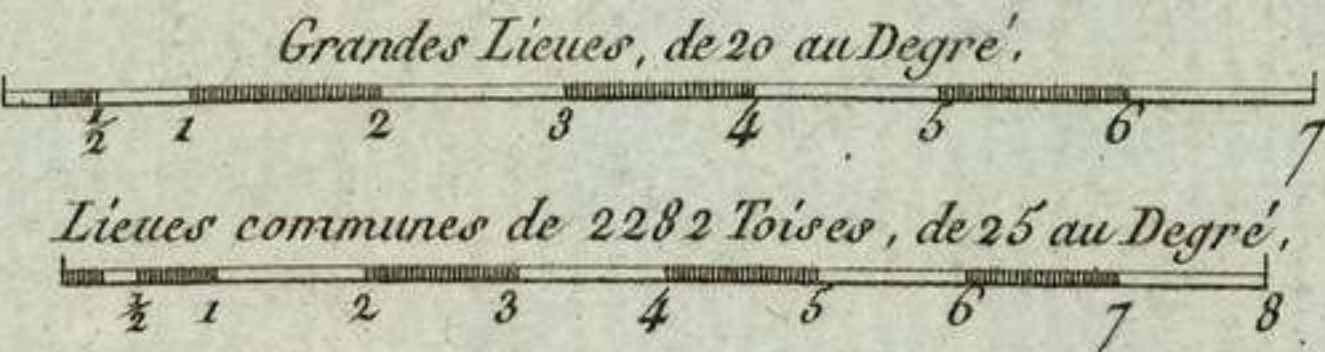 Grandes Lieues, de 20 au Degré.
1/2 1 2 3 4 5 6 7
Lieues communes de 2282 Toises, de 25 au Degré.
1/2 1 2 3 4 5 6 7 8